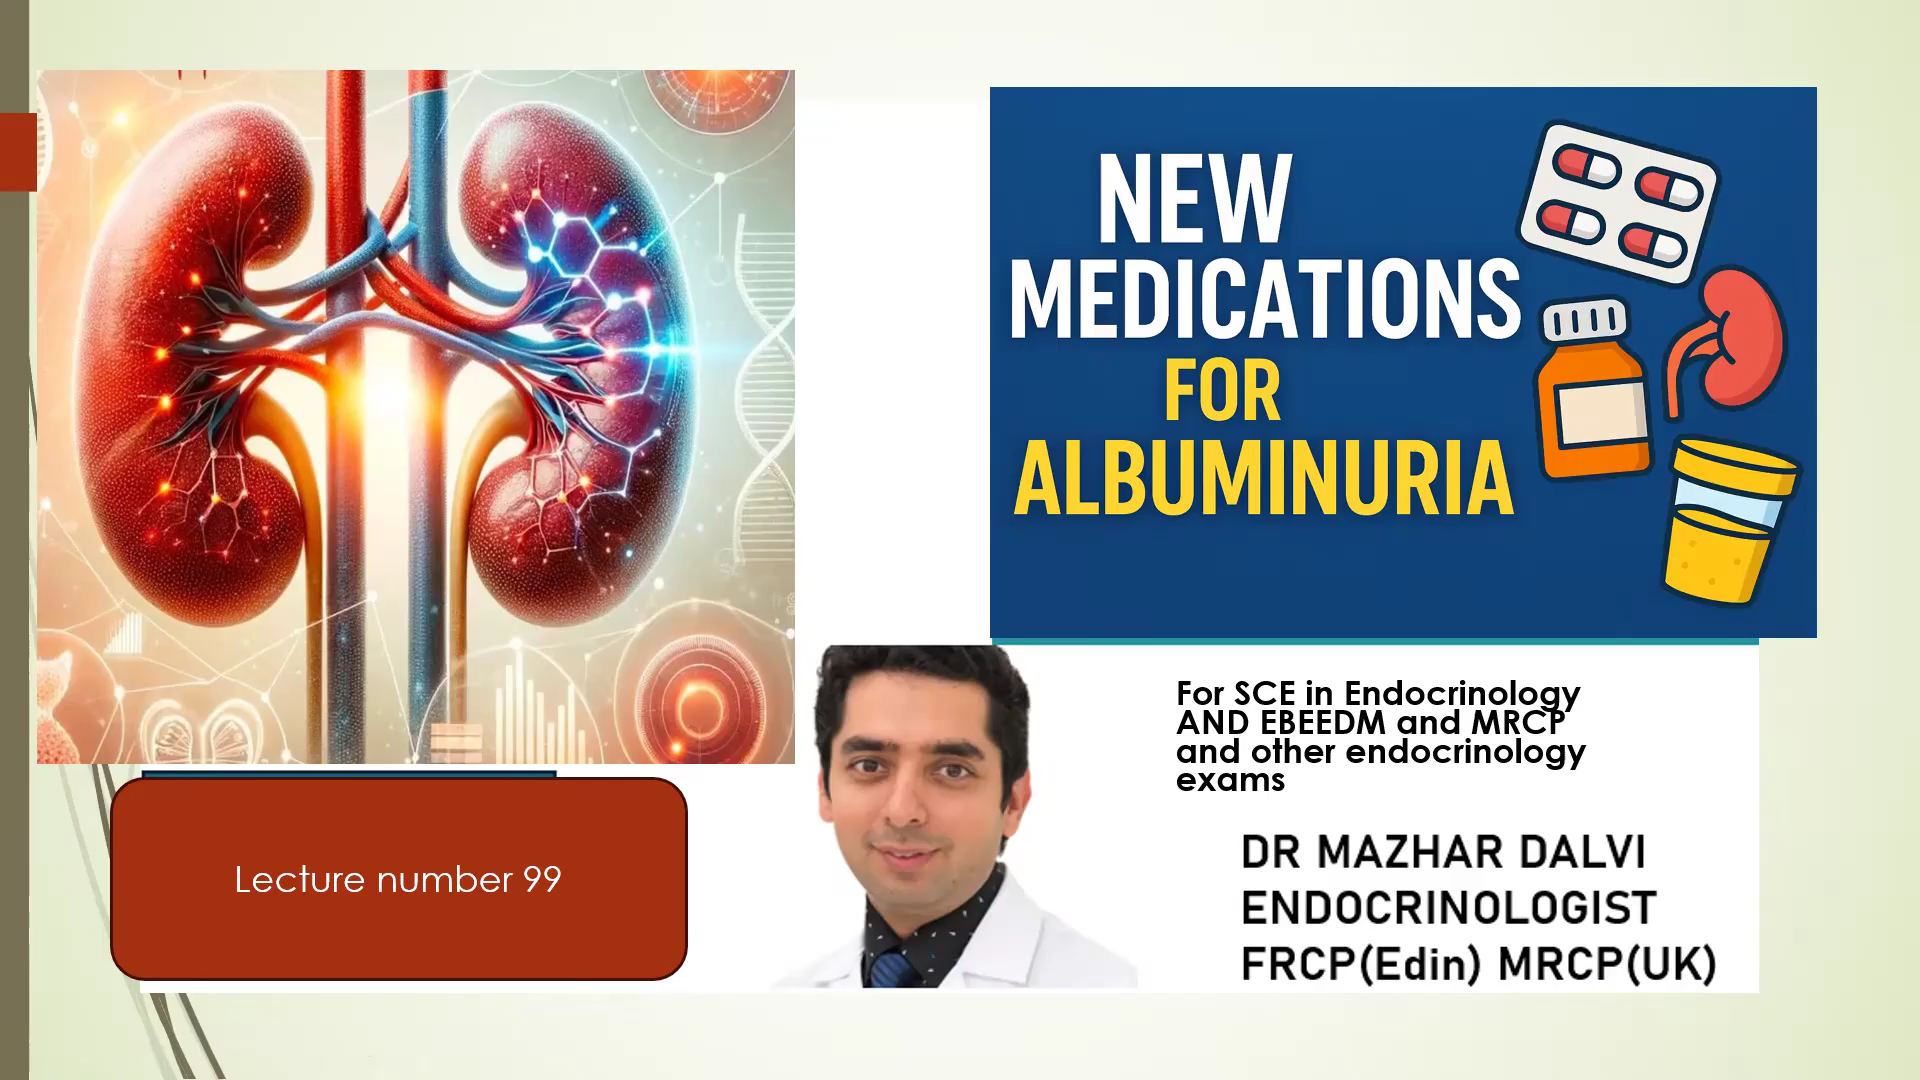 NEW
MEDICATIONS
FOR
ALBUMINURIA
For SCE in Endocrinology
AND EBEEDM and MRCP
and other endocrinology
exams
DR MAZHAR DALVI
ENDOCRINOLOGIST
FRCP(Edin) MRCP(UK)
Lecture number 99